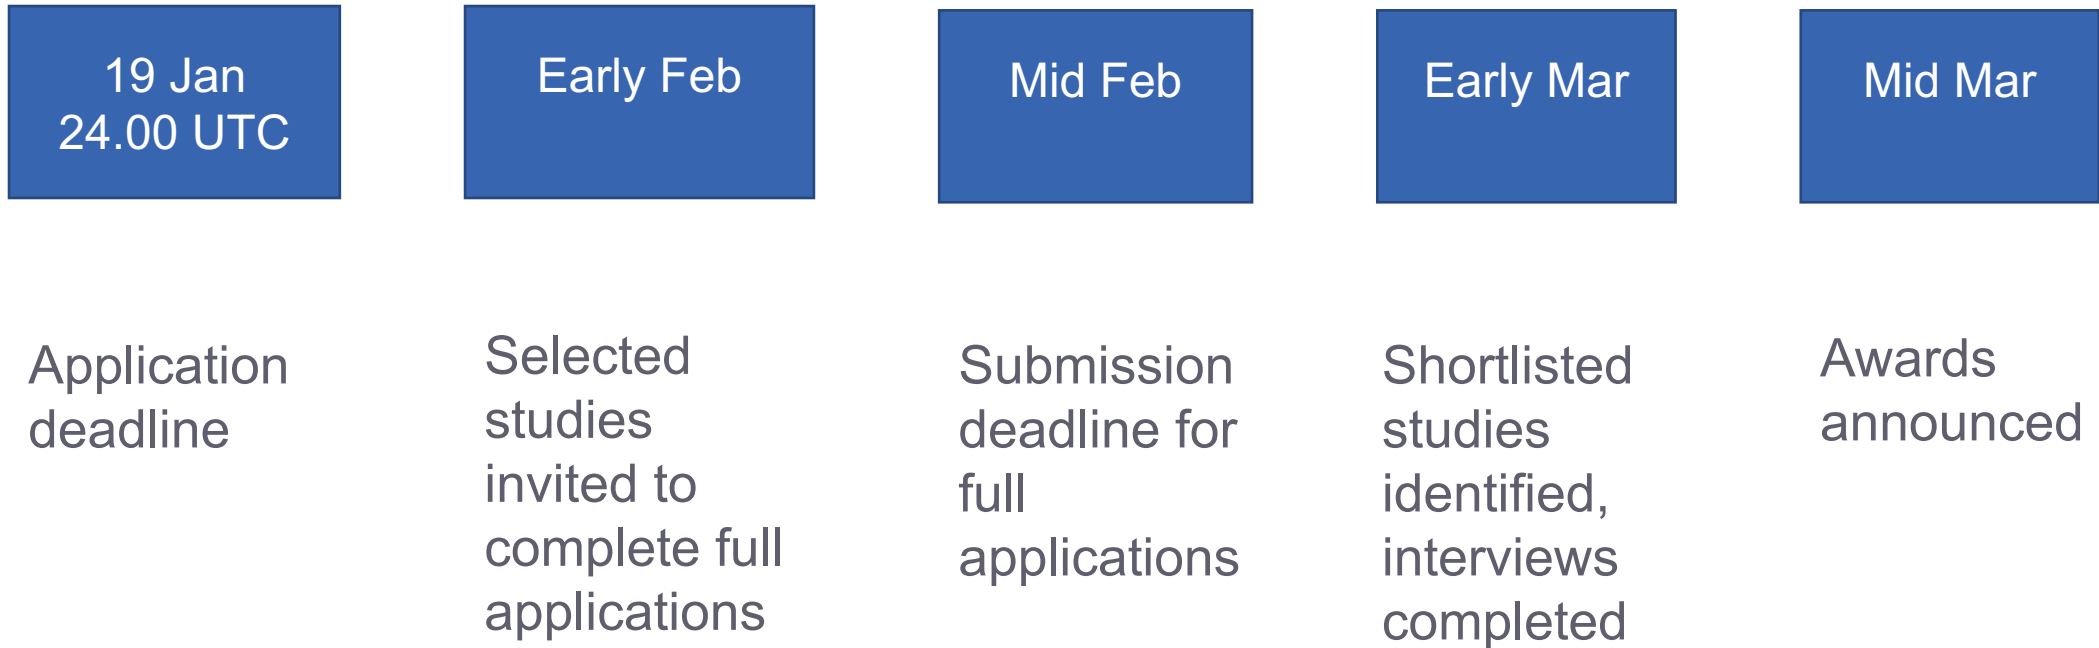 19 Jan
24.00 UTC
Early Feb
Mid Feb
Early Mar
Mid Mar
Application
deadline
Selected
studies
invited to
complete full
applications
Submission
deadline for
full
applications
Shortlisted
studies
identified,
interviews
completed
Awards
announced